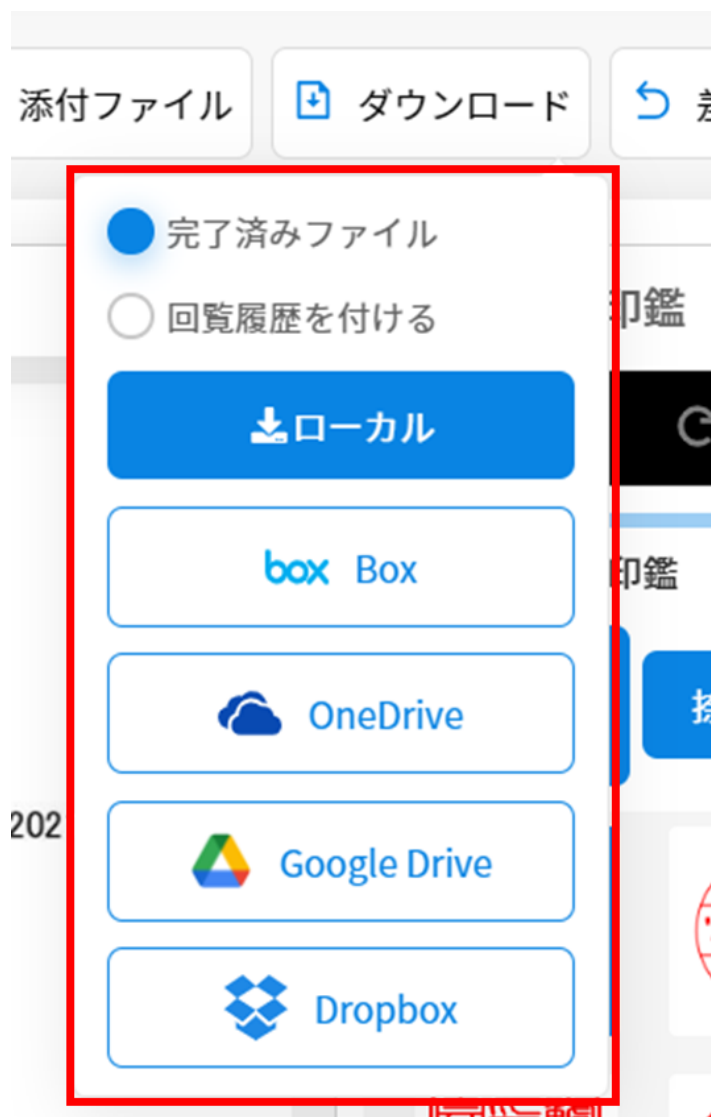 添付ファイル
ダウンロード
完了済みファイル
回覧履歴を付ける
印鑑
ローカル
box Box
印鑑
OneDrive
202
Google Drive
Dropbox